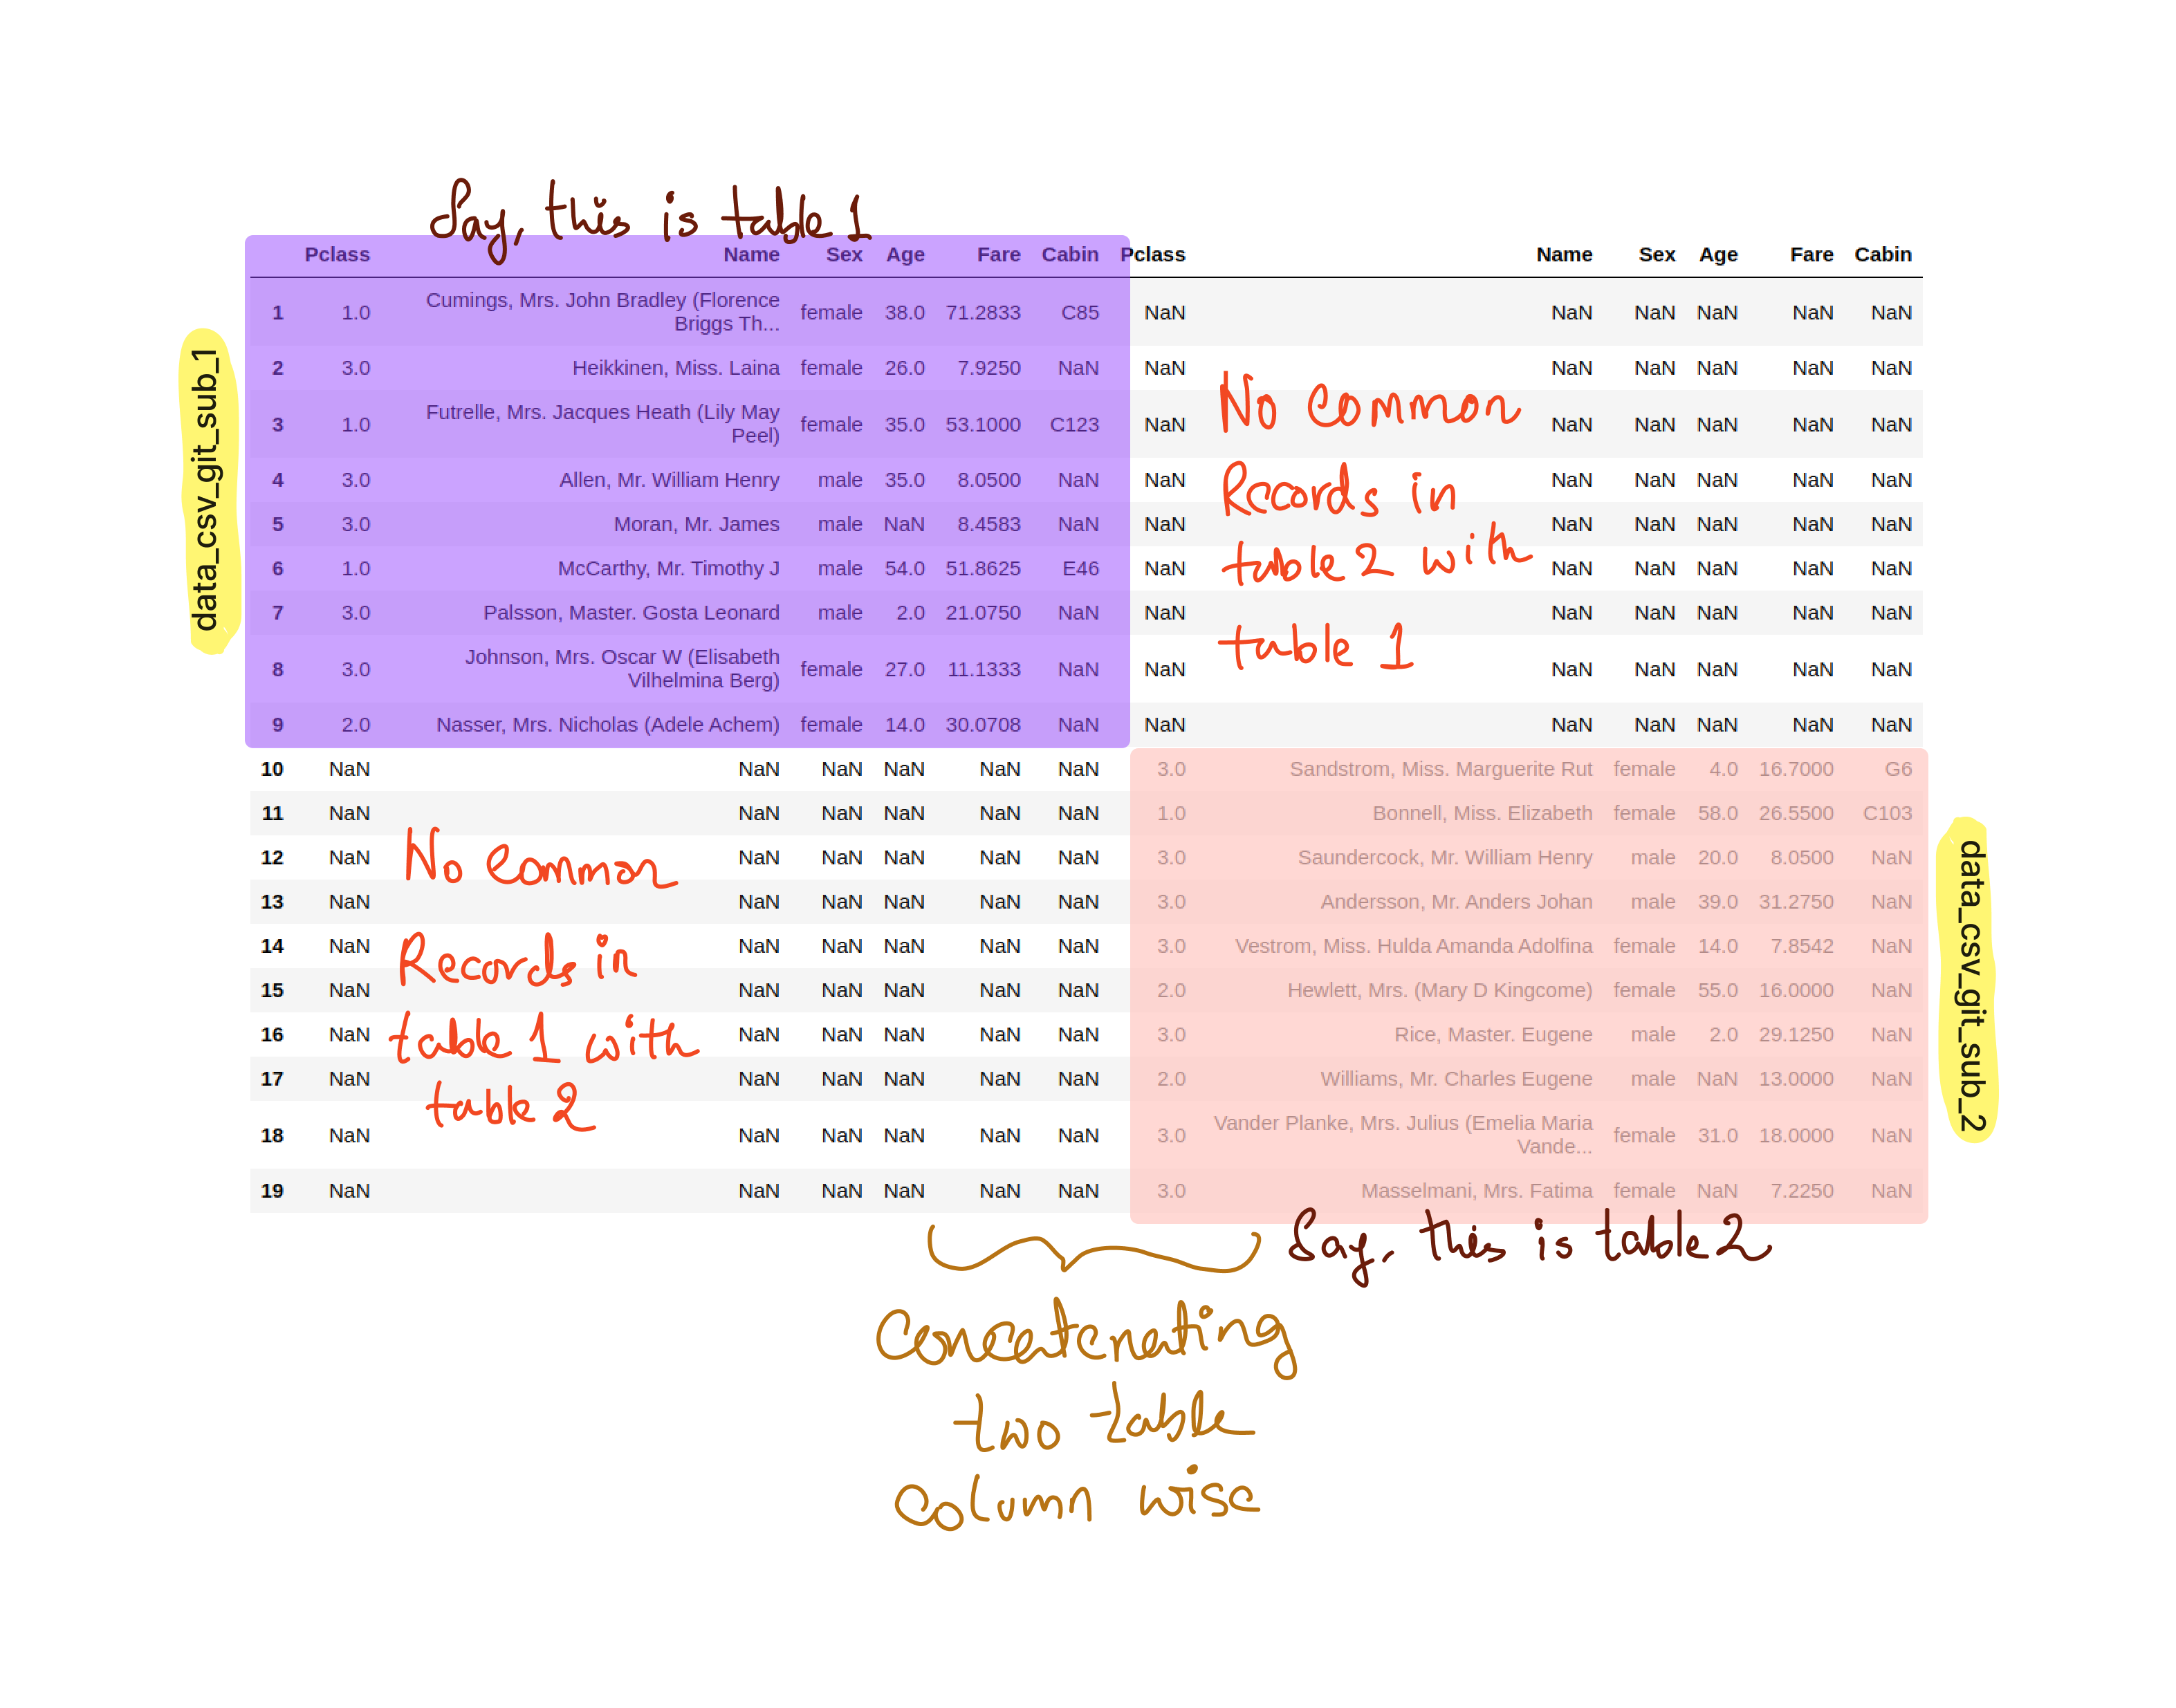 Say, this is table 1
Pclass Name Sex Age Fare Cabin Pclass Name Sex Age Fare Cabin
1 1.0 Cumings, Mrs. John Bradley (Florence Briggs Th... female 38.0 71.2833 C85 NaN NaN NaN NaN NaN NaN
2 3.0 Heikkinen, Miss. Laina female 26.0 7.9250 NaN NaN NaN NaN NaN NaN NaN
3 1.0 Futrelle, Mrs. Jacques Heath (Lily May Peel) female 35.0 53.1000 C123 NaN NaN NaN NaN NaN NaN
4 3.0 Allen, Mr. William Henry male 35.0 8.0500 NaN NaN NaN NaN NaN NaN NaN
5 3.0 Moran, Mr. James male NaN 8.4583 NaN NaN NaN NaN NaN NaN NaN
6 1.0 McCarthy, Mr. Timothy J male 54.0 51.8625 E46 NaN NaN NaN NaN NaN NaN
7 3.0 Palsson, Master. Gosta Leonard male 2.0 21.0750 NaN NaN NaN NaN NaN NaN NaN
8 3.0 Johnson, Mrs. Oscar W (Elisabeth Vilhelmina Berg) female 27.0 11.1333 NaN NaN NaN NaN NaN NaN NaN
9 2.0 Nasser, Mrs. Nicholas (Adele Achem) female 14.0 30.0708 NaN NaN NaN NaN NaN NaN NaN
10 NaN NaN NaN NaN NaN NaN 3.0 Sandstrom, Miss. Marguerite Rut female 4.0 16.7000 G6
11 NaN NaN NaN NaN NaN NaN 1.0 Bonnell, Miss. Elizabeth female 58.0 26.5500 C103
12 NaN NaN NaN NaN NaN NaN 3.0 Saundercock, Mr. William Henry male 20.0 8.0500 NaN
13 NaN NaN NaN NaN NaN NaN 3.0 Andersson, Mr. Anders Johan male 39.0 31.2750 NaN
14 NaN NaN NaN NaN NaN NaN 3.0 Vestrom, Miss. Hulda Amanda Adolfina female 14.0 7.8542 NaN
15 NaN NaN NaN NaN NaN NaN 2.0 Hewlett, Mrs. (Mary D Kingcome) female 55.0 16.0000 NaN
16 NaN NaN NaN NaN NaN NaN 3.0 Rice, Master. Eugene male 2.0 29.1250 NaN
17 NaN NaN NaN NaN NaN NaN 2.0 Williams, Mr. Charles Eugene male NaN 13.0000 NaN
18 NaN NaN NaN NaN NaN NaN 3.0 Vander Planke, Mrs. Julius (Emelia Maria Vande... female 31.0 18.0000 NaN
19 NaN NaN NaN NaN NaN NaN 3.0 Masselmani, Mrs. Fatima female NaN 7.2250 NaN
data_csv_git_sub_1
No Common
Records in
table 2 with
table 1
No Common
Records in
table 1 with
table 2
data_csv_git_sub_2
Say, this is table 2
Concatenating
two table
column wise